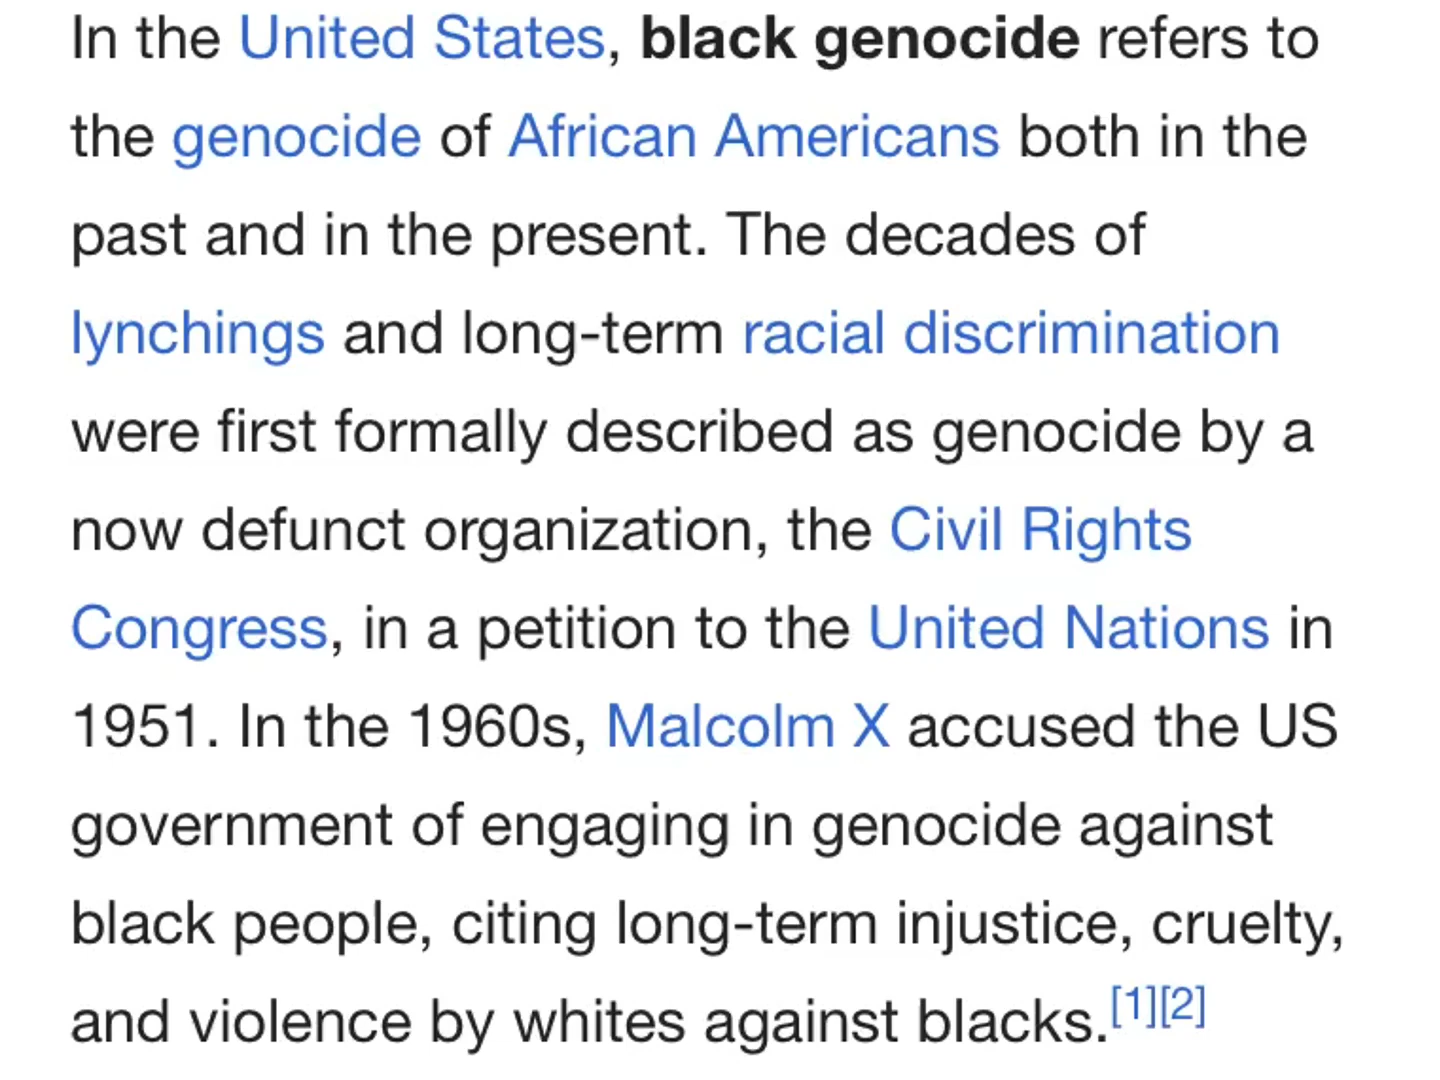 In the United States, black genocide refers to
the genocide of African Americans both in the
past and in the present. The decades of
lynchings and long-term racial discrimination
were first formally described as genocide by a
now defunct organization, the Civil Rights
Congress, in a petition to the United Nations in
1951. In the 1960s, Malcolm X accused the US
government of engaging in genocide against
black people, citing long-term injustice, cruelty,
and violence by whites against blacks.[1][2]